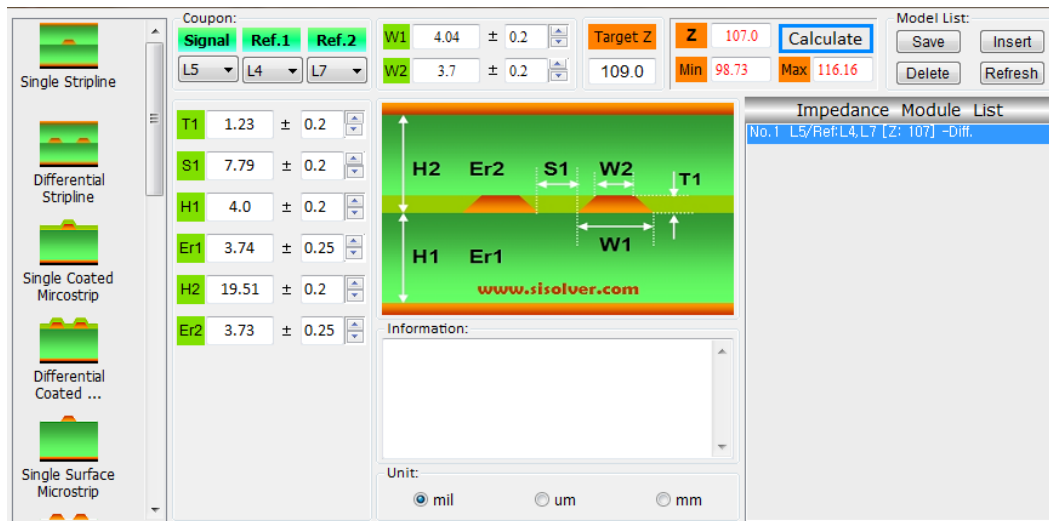 Single Stripline
Differential
Stripline
Single Coated
Mircostrip
Differential
Coated ...
Single Surface
Microstrip
Coupon:
Signal Ref.1 Ref.2
L5 L4 L7
W1 4.04 ± 0.2
W2 3.7 ± 0.2
Target Z
109.0
Z 107.0 Calculate
Min 98.73 Max 116.16
Model List:
Save Insert
Delete Refresh
T1 1.23 ± 0.2
S1 7.79 ± 0.2
H1 4.0 ± 0.2
Er1 3.74 ± 0.25
H2 19.51 ± 0.2
Er2 3.73 ± 0.25
H2 Er2 S1 W2 T1
H1 Er1 W1
www.sisolver.com
Information:
Unit:
mil um mm
Impedance Module List
No.1 L5/Ref:L4,L7 [Z: 107] -Diff.